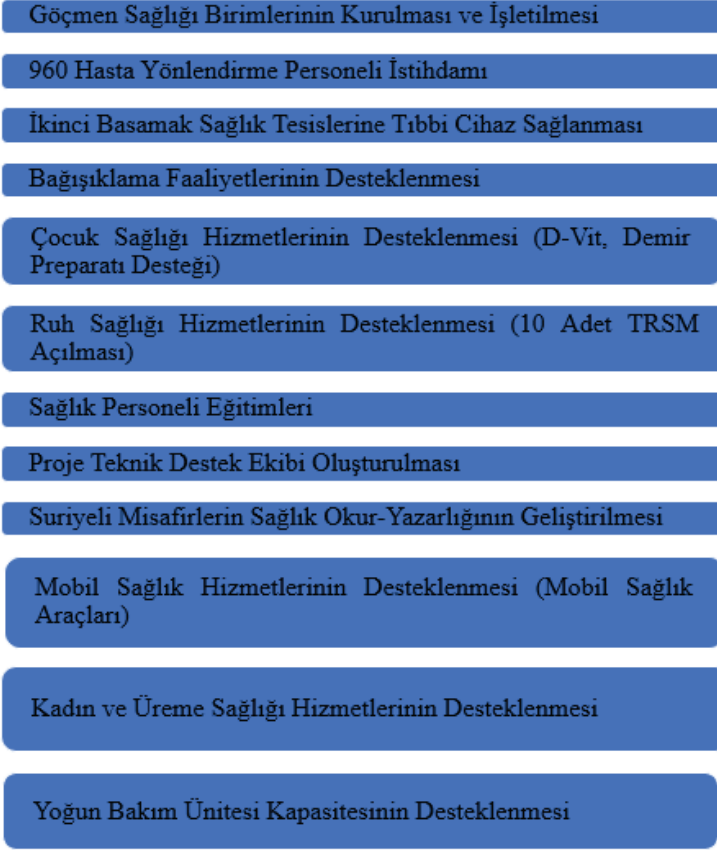 Göçmen Sağlığı Birimlerinin Kurulması ve İşletilmesi
960 Hasta Yönlendirme Personeli İstihdamı
İkinci Basamak Sağlık Tesislerine Tıbbi Cihaz Sağlanması
Bağışıklama Faaliyetlerinin Desteklenmesi
Çocuk Sağlığı Hizmetlerinin Desteklenmesi (D-Vit, Demir
Preparatı Desteği)
Ruh Sağlığı Hizmetlerinin Desteklenmesi (10 Adet TRSM
Açılması)
Sağlık Personeli Eğitimleri
Proje Teknik Destek Ekibi Oluşturulması
Suriyeli Misafirlerin Sağlık Okur-Yazarlığının Geliştirilmesi
Mobil Sağlık Hizmetlerinin Desteklenmesi (Mobil Sağlık
Araçları)
Kadın ve Üreme Sağlığı Hizmetlerinin Desteklenmesi
Yoğun Bakım Ünitesi Kapasitesinin Desteklenmesi